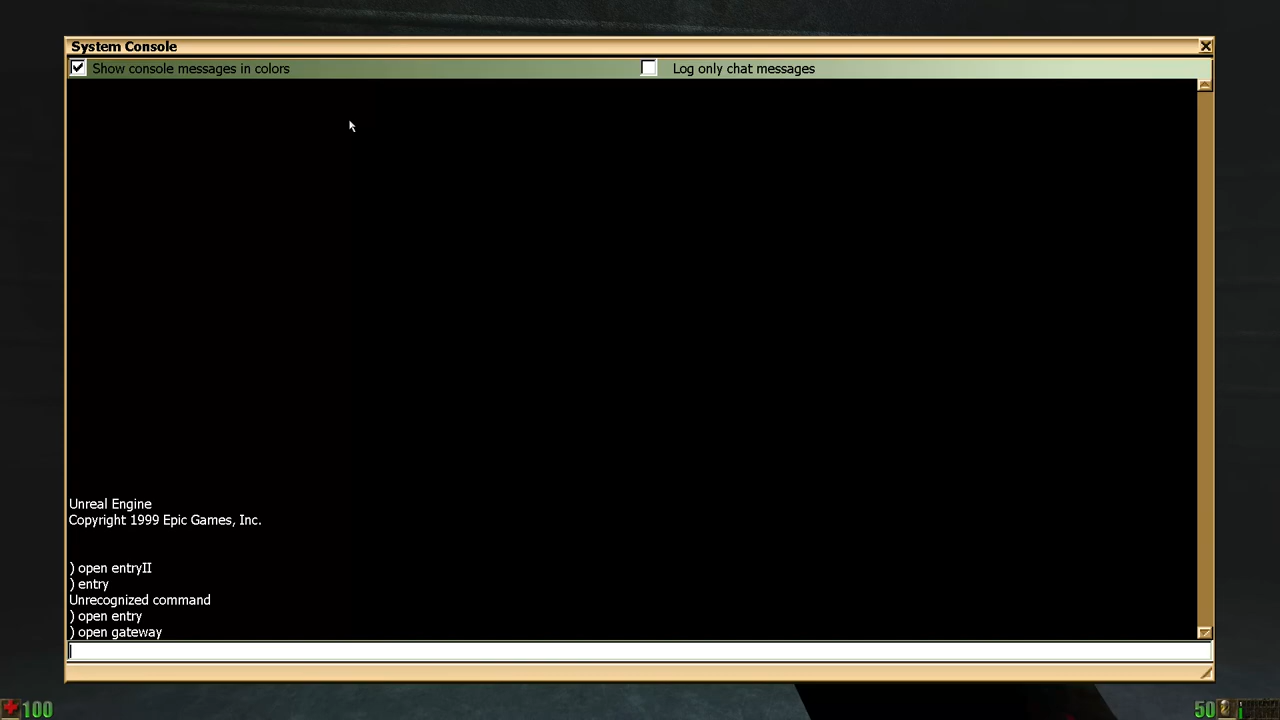 System Console
Show console messages in colors
Log only chat messages
Unreal Engine
Copyright 1999 Epic Games, Inc.
) open entryII
) entry
Unrecognized command
) open entry
) open gateway
100
50